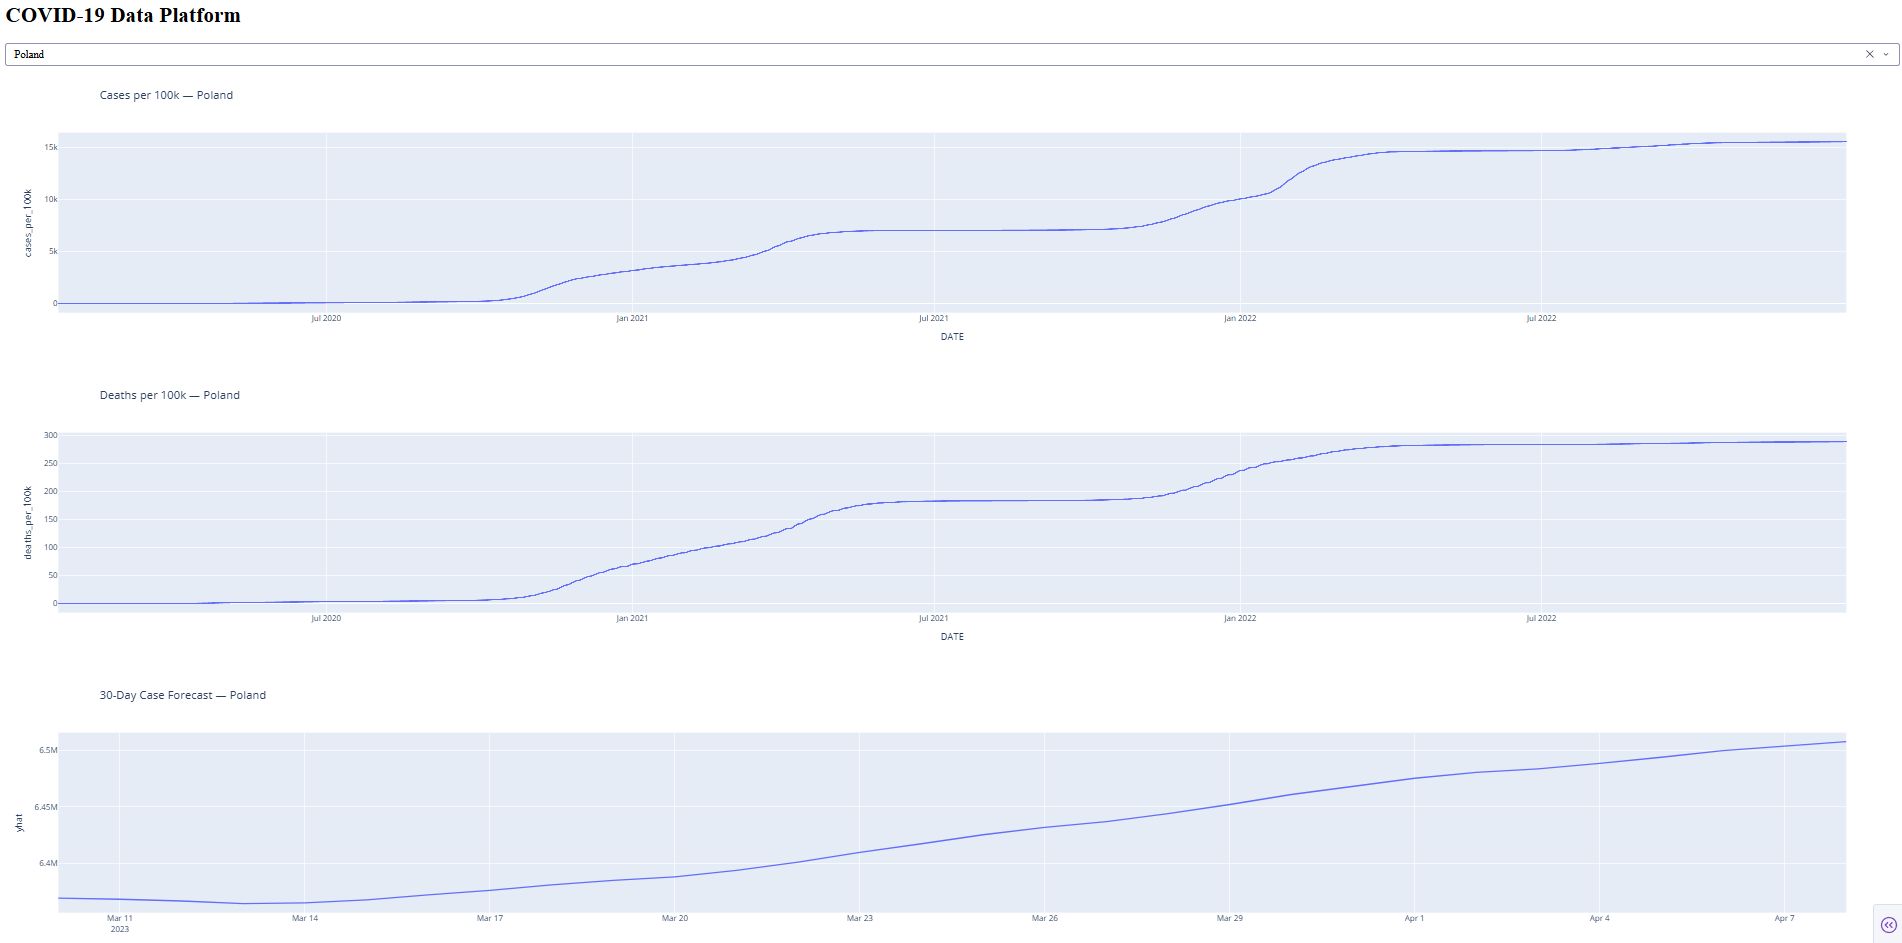 COVID-19 Data Platform
Poland
Cases per 100k — Poland
15k
10k
5k
0
cases_per_100k
Jul 2020 Jan 2021 Jul 2021 Jan 2022 Jul 2022
DATE
Deaths per 100k — Poland
300
250
200
150
100
50
0
deaths_per_100k
Jul 2020 Jan 2021 Jul 2021 Jan 2022 Jul 2022
DATE
30-Day Case Forecast — Poland
6.5M
6.45M
6.4M
yhat
Mar 11 Mar 14 Mar 17 Mar 20 Mar 23 Mar 26 Mar 29 Apr 1 Apr 4 Apr 7
2023